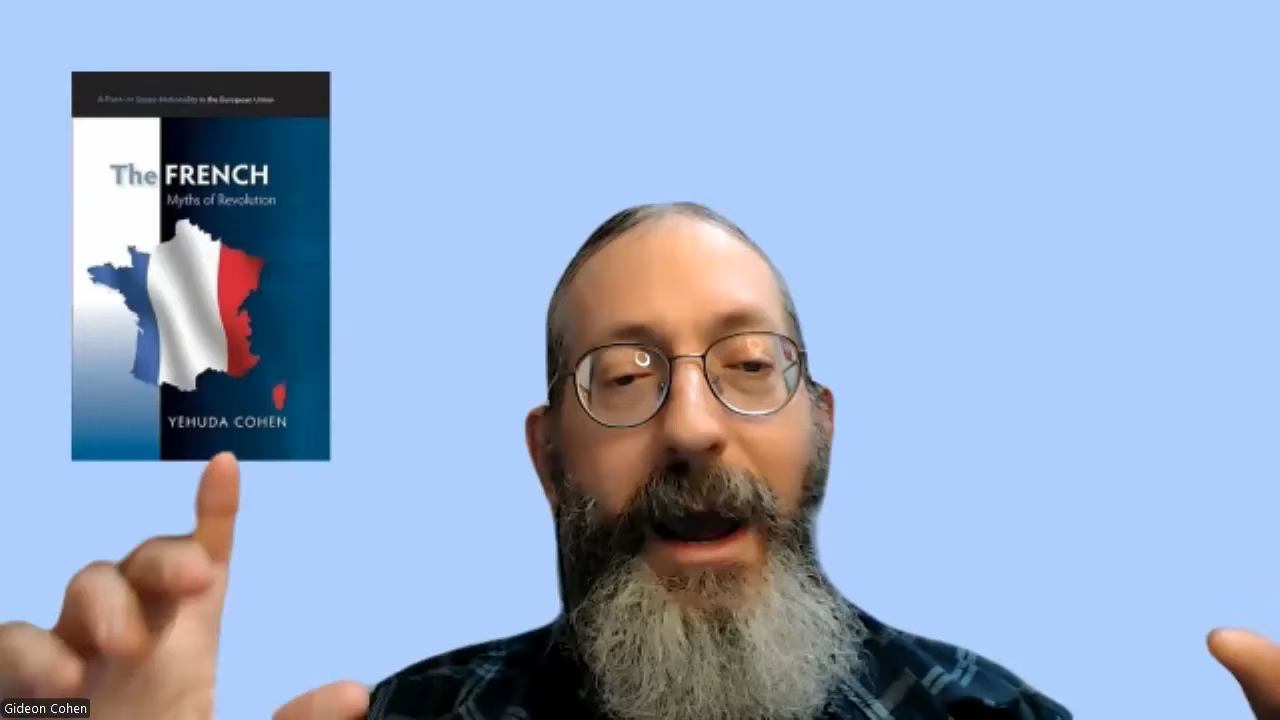 The FRENCH
Myths of Revolution
YEHUDA COHEN
Gideon Cohen